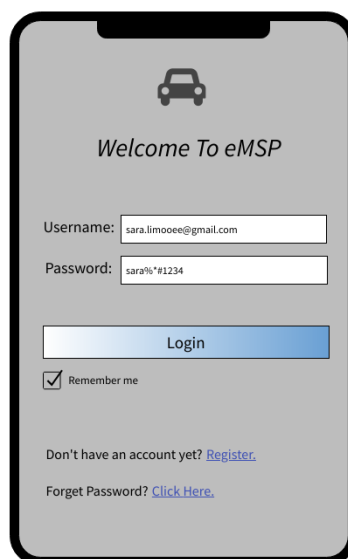 Welcome To eMSP
Username: sara.limooee@gmail.com
Password: sara%*#1234
Login
Remember me
Don't have an account yet? Register.
Forget Password? Click Here.